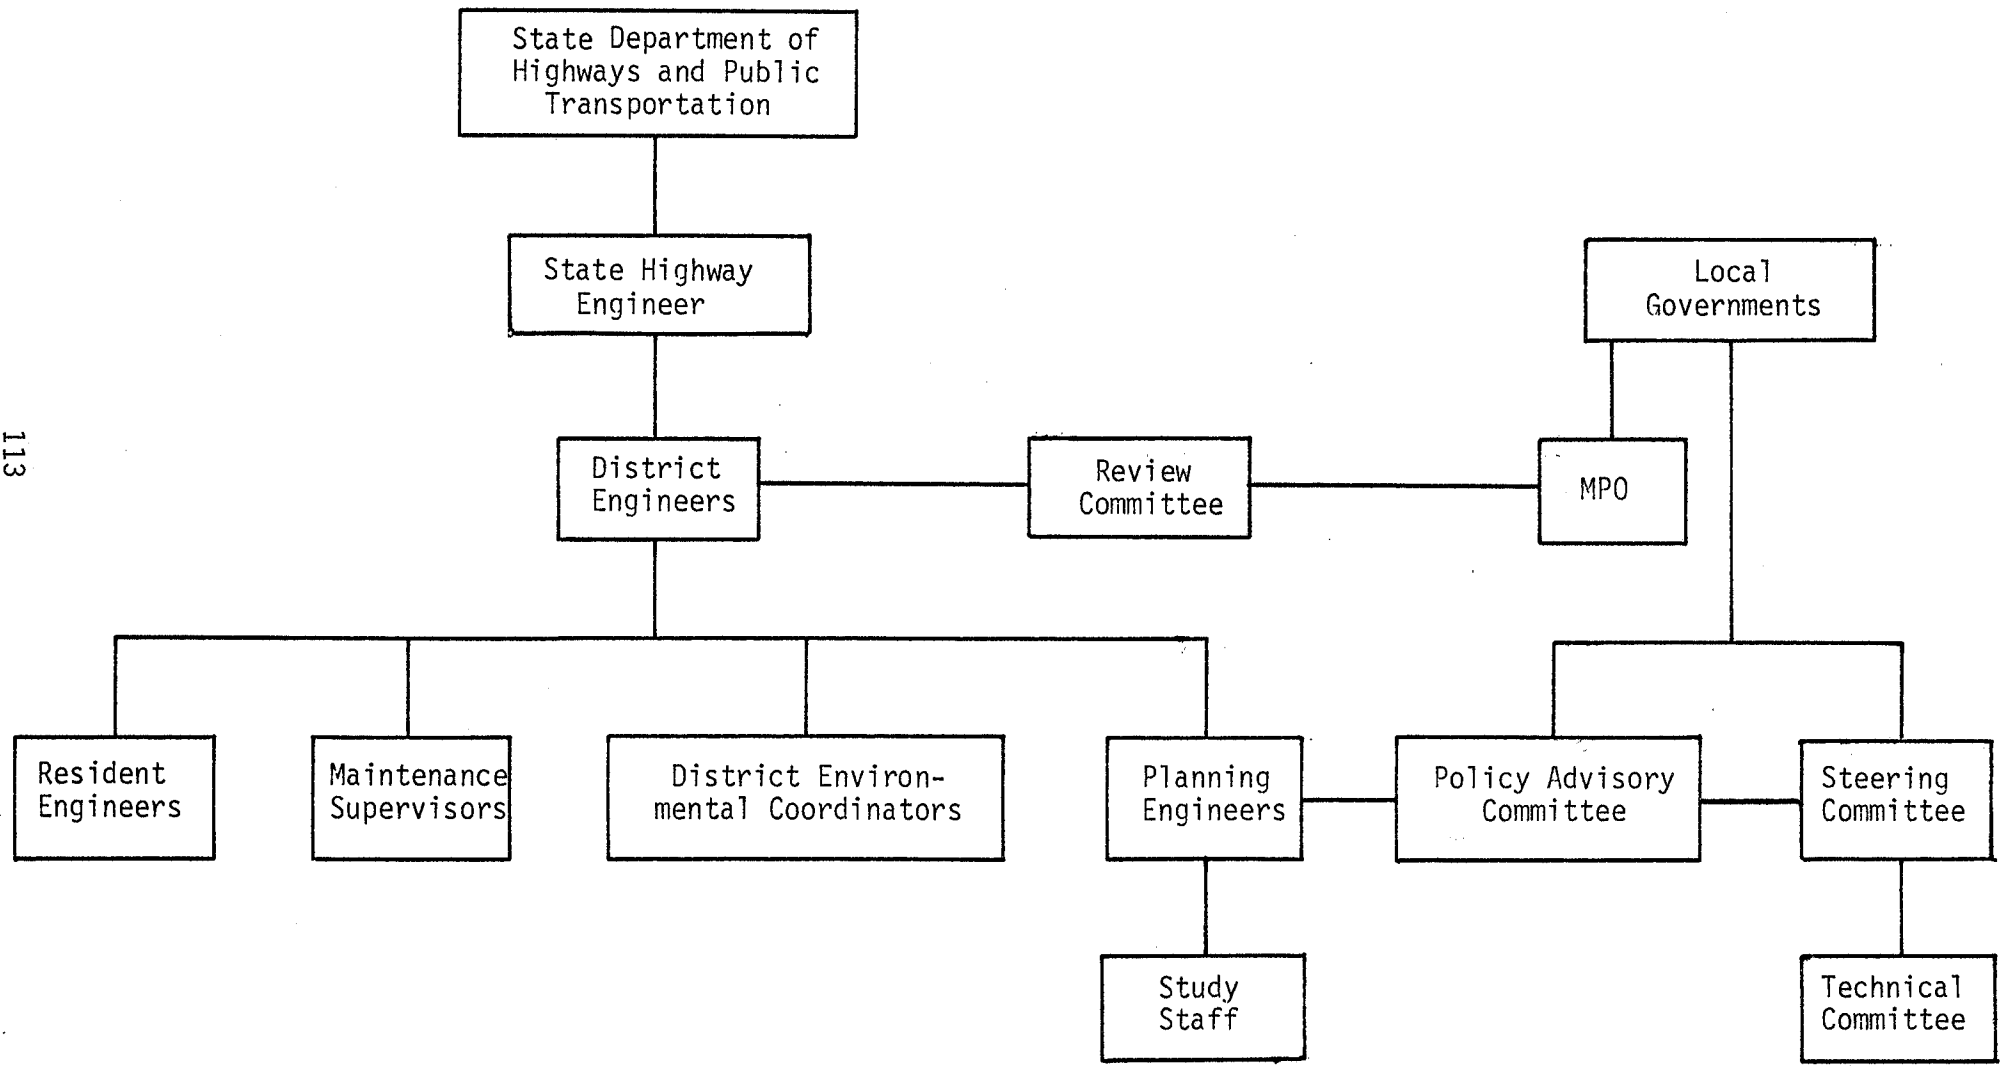 State Department of
Highways and Public
Transportation
State Highway
Engineer
Local
Governments
District
Engineers
Review
Committee
MPO
113
Resident
Engineers
Maintenance
Supervisors
District Environ-
mental Coordinators
Planning
Engineers
Policy Advisory
Committee
Steering
Committee
Study
Staff
Technical
Committee